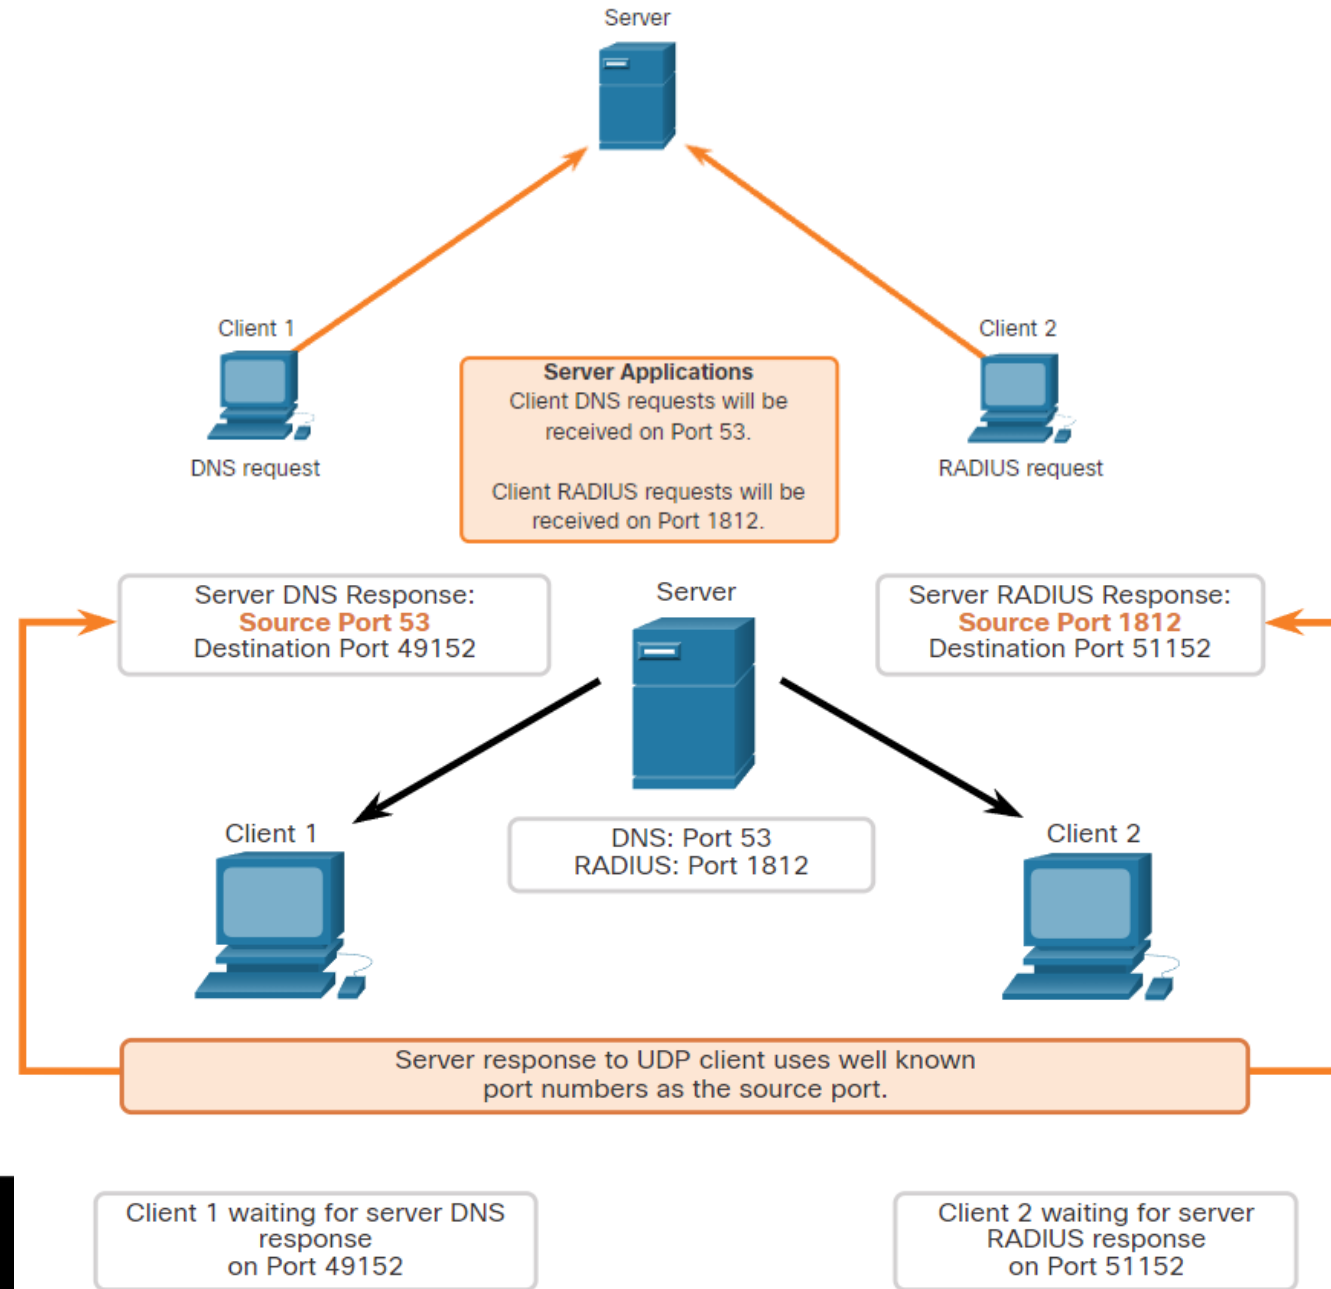 Server
Client 1
Client 2
DNS request
RADIUS request
Server Applications
Client DNS requests will be
received on Port 53.
Client RADIUS requests will be
received on Port 1812.
Server DNS Response:
Source Port 53
Destination Port 49152
Server
Server RADIUS Response:
Source Port 1812
Destination Port 51152
Client 1
DNS: Port 53
RADIUS: Port 1812
Client 2
Server response to UDP client uses well known
port numbers as the source port.
Client 1 waiting for server DNS
response
on Port 49152
Client 2 waiting for server
RADIUS response
on Port 51152